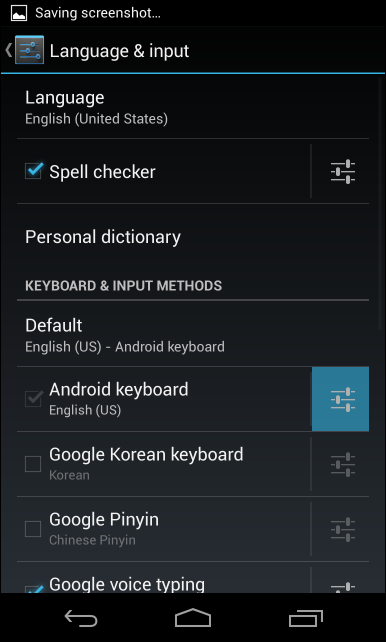 Saving screenshot...
Language & input
Language
English (United States)
Spell checker
Personal dictionary
KEYBOARD & INPUT METHODS
Default
English (US) - Android keyboard
Android keyboard
English (US)
Google Korean keyboard
Korean
Google Pinyin
Chinese Pinyin
Google voice typing